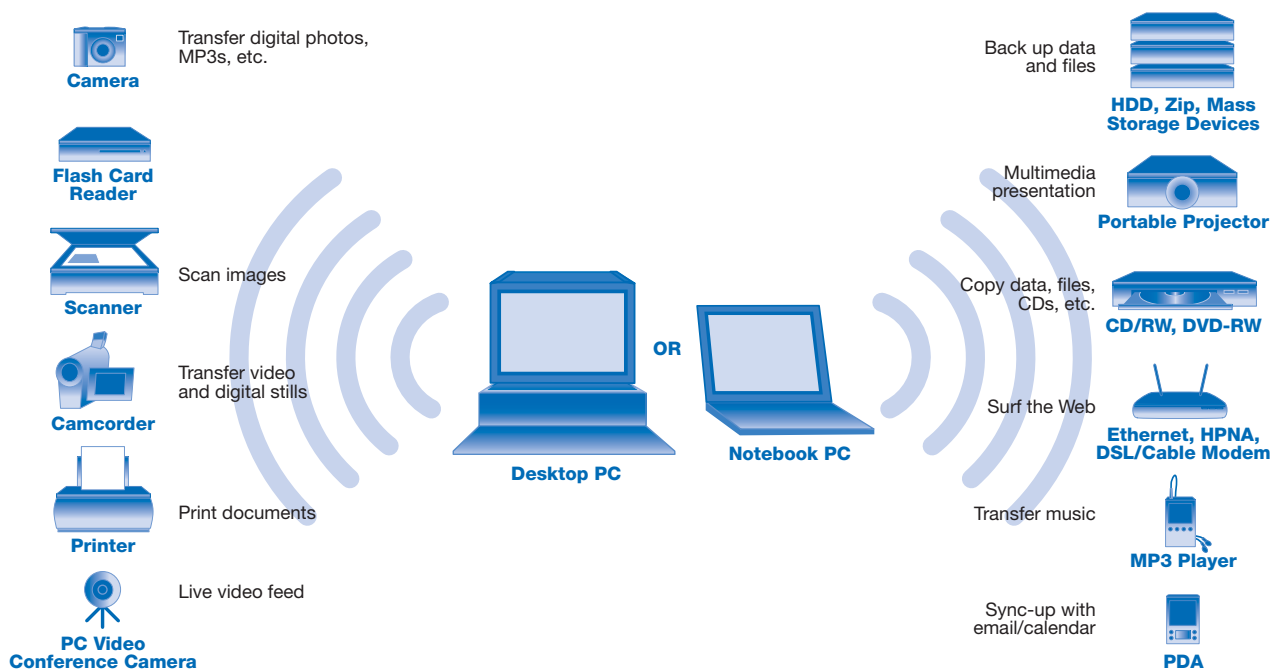 Transfer digital photos,
MP3s, etc.
Camera
Flash Card
Reader
Scan images
Scanner
Transfer video
and digital stills
Camcorder
Print documents
Printer
Live video feed
PC Video
Conference Camera
Desktop PC
OR
Notebook PC
Back up data
and files
HDD, Zip, Mass
Storage Devices
Multimedia
presentation
Portable Projector
Copy data, files,
CDs, etc.
CD/RW, DVD-RW
Surf the Web
Ethernet, HPNA,
DSL/Cable Modem
Transfer music
MP3 Player
Sync-up with
email/calendar
PDA